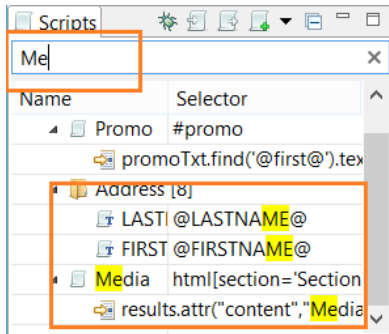 Scripts
Me
Name Selector
Promo #promo
promoTxt.find('@first@').tex
Address [8]
LASTI @LASTNAME@
FIRST @FIRSTNAME@
Media html[section='Section
results.attr("content","Media